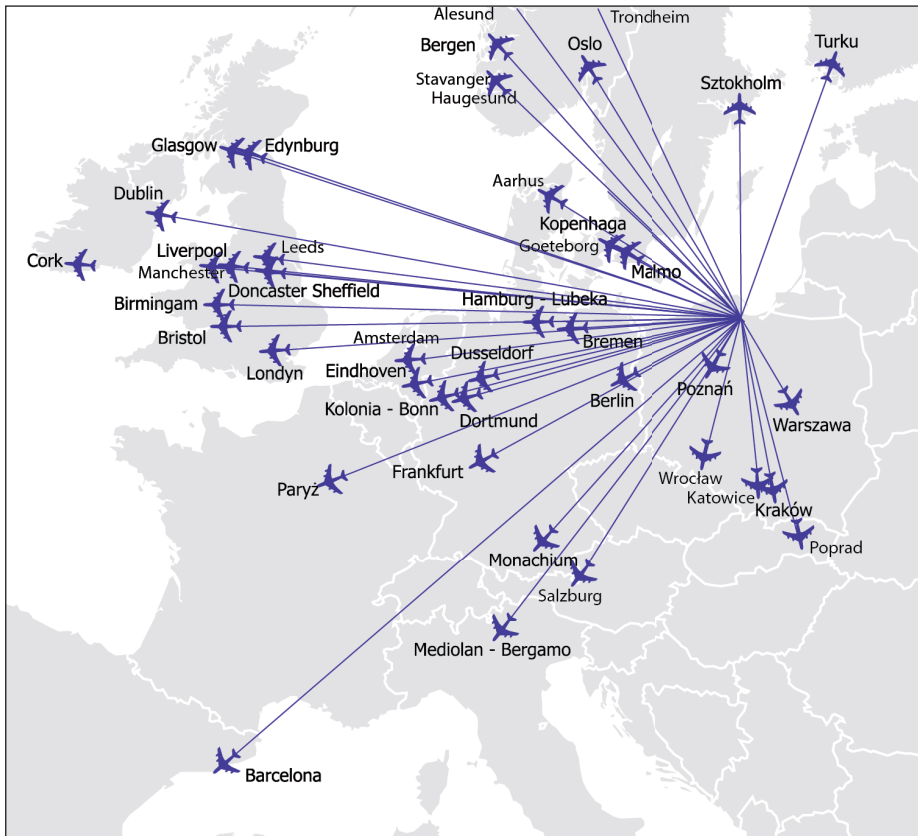 Alesund
Trondheim
Bergen
Oslo
Turku
Stavanger
Haugesund
Sztokholm
Glasgow
Edynburg
Aarhus
Dublin
Kopenhaga
Goeteborg
Malmo
Cork
Liverpool
Leeds
Manchester
Doncaster Sheffield
Birmingam
Hamburg - Lubeka
Bristol
Amsterdam
Bremen
Londyn
Dusseldorf
Eindhoven
Poznań
Kolonia - Bonn
Berlin
Dortmund
Warszawa
Frankfurt
Wrocław
Paryż
Katowice
Kraków
Monachium
Poprad
Salzburg
Mediolan - Bergamo
Barcelona